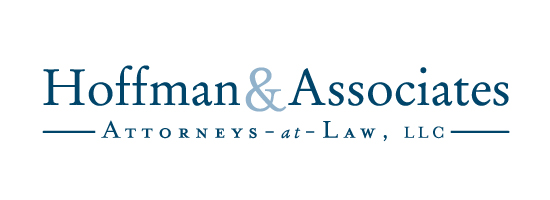 Hoffman & Associates
Attorneys-at-Law, LLC